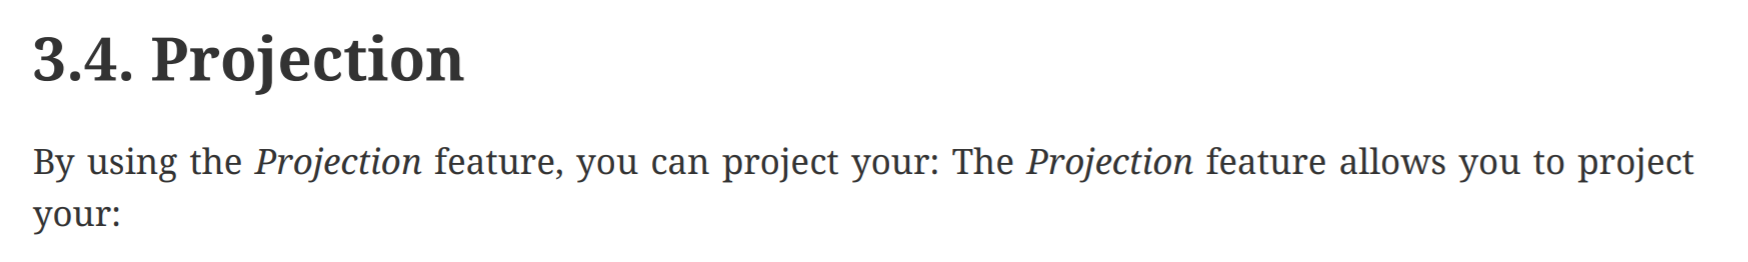 3.4. Projection
By using the Projection feature, you can project your: The Projection feature allows you to project
your: